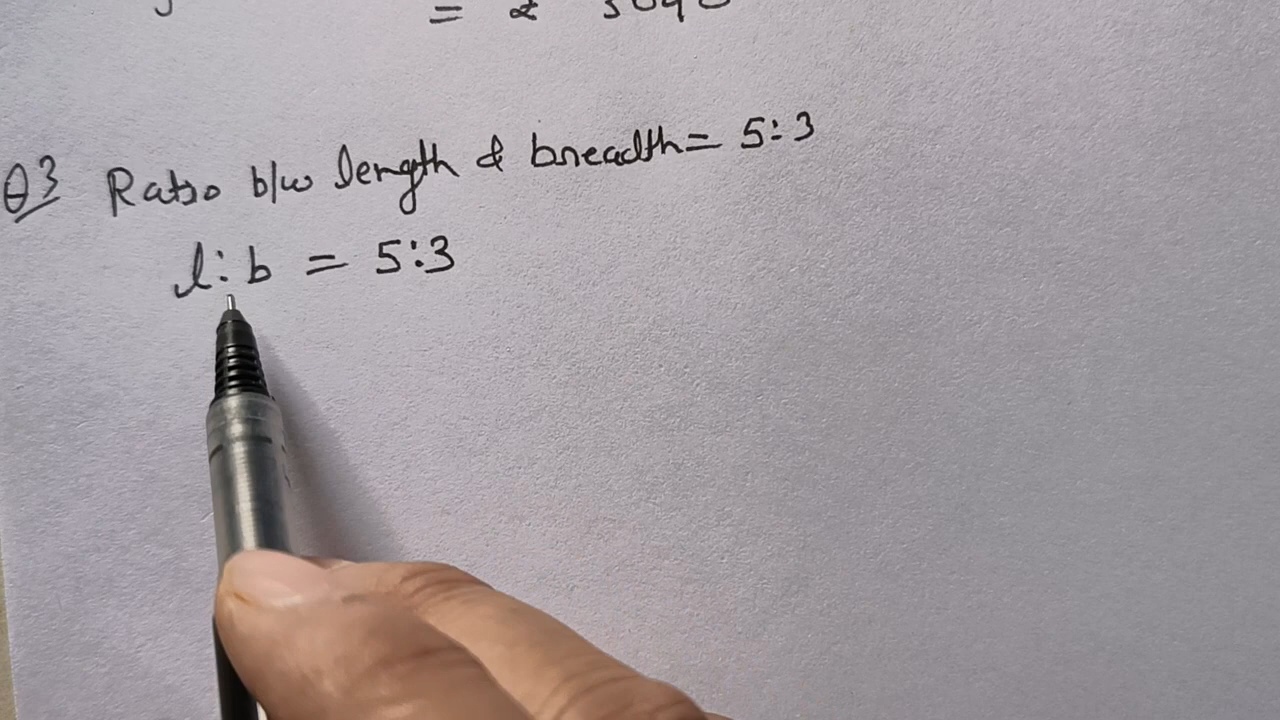 =
Q3 Ratio b/w length & breadth = 5:3
l:b = 5:3